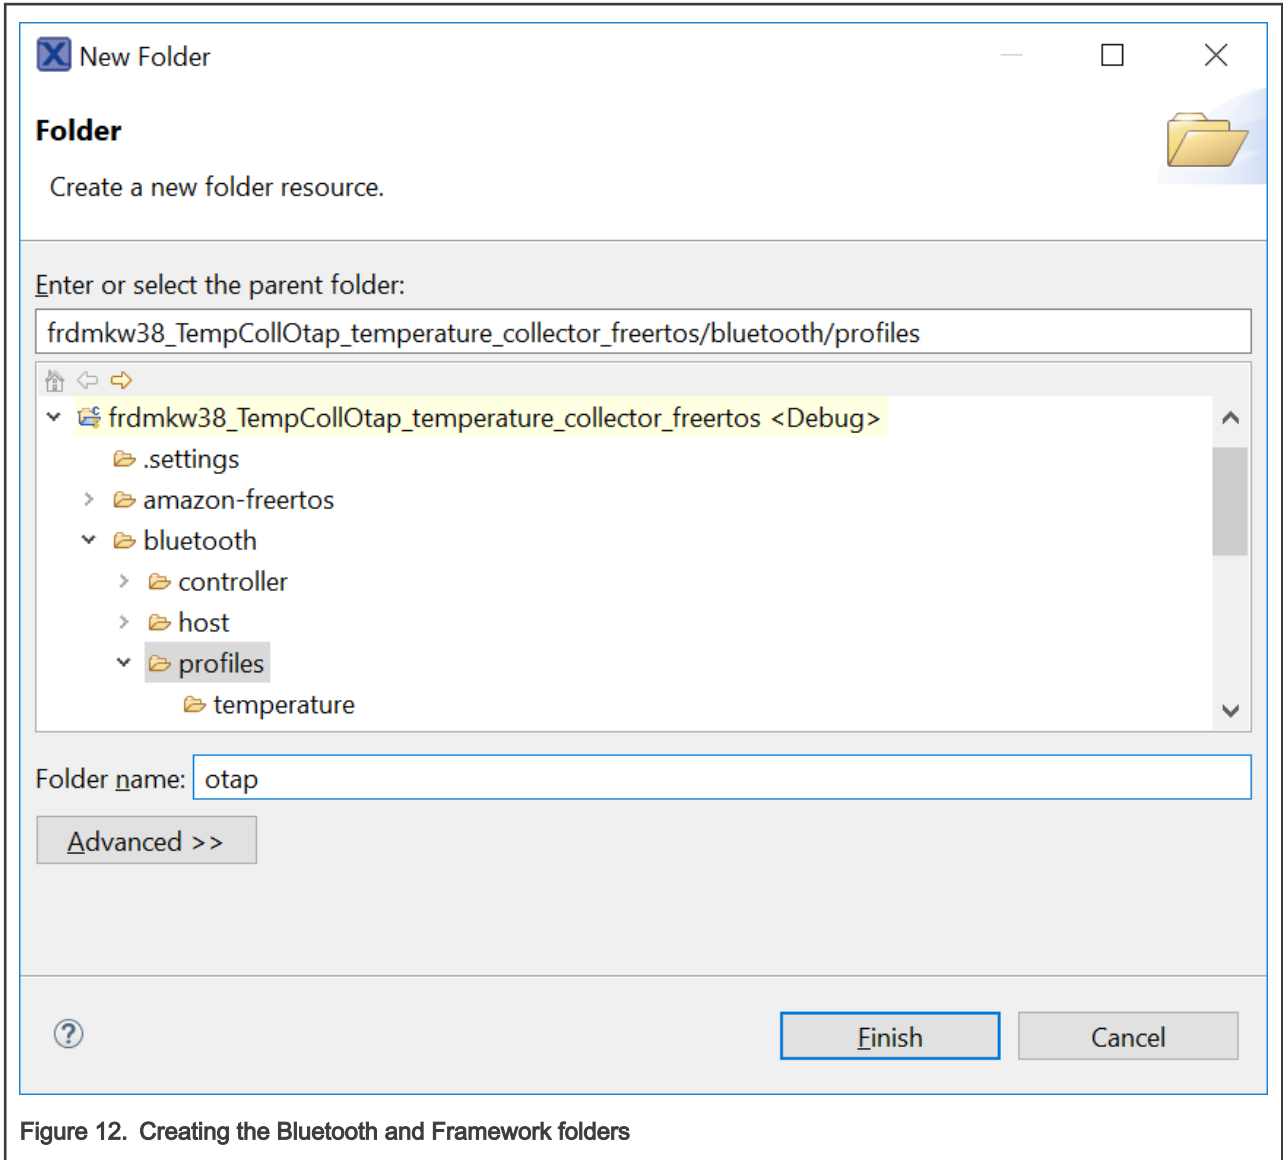 New Folder
Folder
Create a new folder resource.
Enter or select the parent folder:
frdmkw38_TempCollOtap_temperature_collector_freertos/bluetooth/profiles
frdmkw38_TempCollOtap_temperature_collector_freertos <Debug>
.settings
amazon-freertos
bluetooth
controller
host
profiles
temperature
Folder name: otap
Advanced >>
Finish Cancel
Figure 12. Creating the Bluetooth and Framework folders